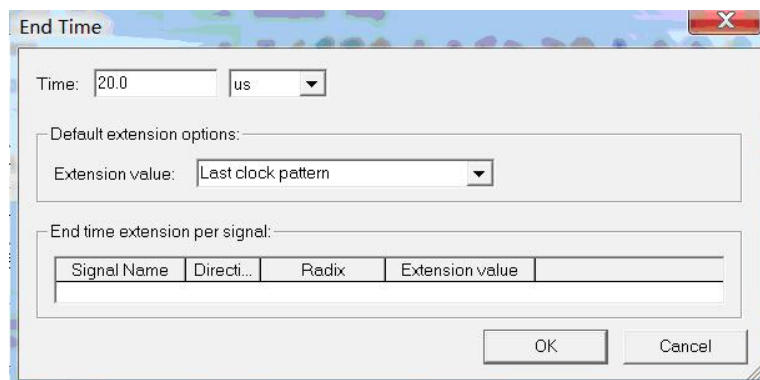 End Time
Time: 20.0 us
Default extension options:
Extension value: Last clock pattern
End time extension per signal:
Signal Name Directi... Radix Extension value
OK Cancel